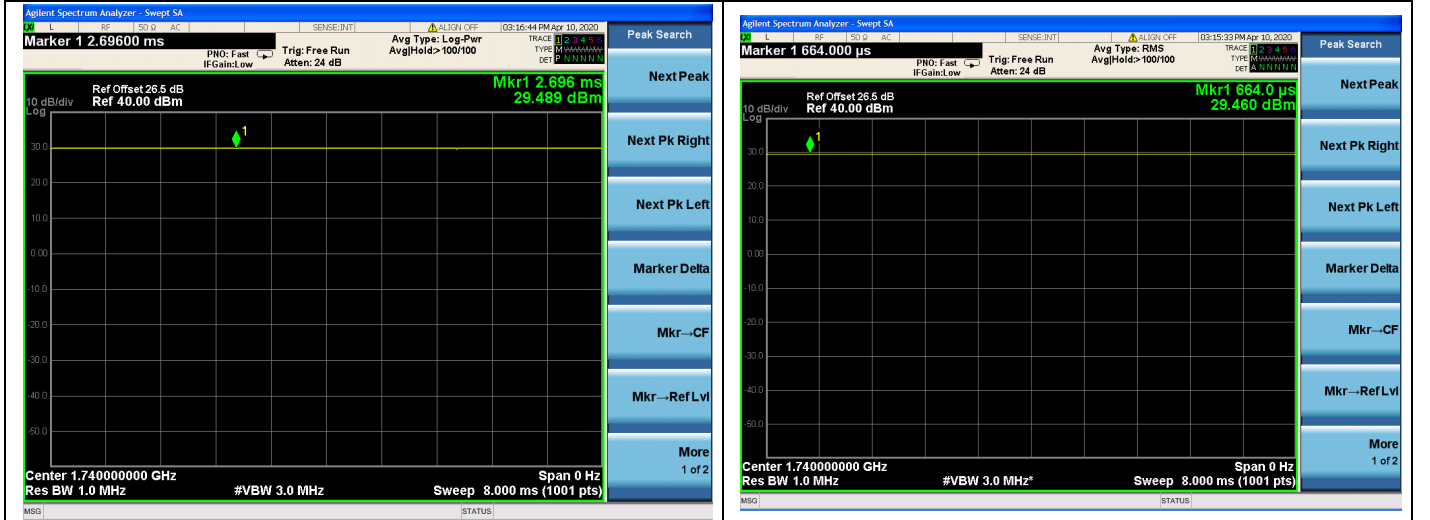 Agilent Spectrum Analyzer - Swept SA
L RF 50 Ω AC SENSE:INT ALIGN OFF 03:16:44 PM Apr 10, 2020
Marker 1 2.69600 ms
PNO: Fast
IFGain:Low
Trig: Free Run
Atten: 24 dB
Avg Type: Log-Pwr
Avg|Hold:>100/100
TRACE 1 2 3 4 5 6
TYPE M
DET P N N N N N
Mkr1 2.696 ms
29.489 dBm
Ref Offset 26.5 dB
10 dB/div Ref 40.00 dBm
Log
1
30.0
20.0
10.0
0.00
-10.0
-20.0
-30.0
-40.0
-50.0
Center 1.740000000 GHz Span 0 Hz
Res BW 1.0 MHz #VBW 3.0 MHz Sweep 8.000 ms (1001 pts)
MSG STATUS
Peak Search
Next Peak
Next Pk Right
Next Pk Left
Marker Delta
Mkr→CF
Mkr→Ref Lvl
More
1 of 2
Agilent Spectrum Analyzer - Swept SA
L RF 50 Ω AC SENSE:INT ALIGN OFF 03:15:33 PM Apr 10, 2020
Marker 1 664.000 µs
PNO: Fast
IFGain:Low
Trig: Free Run
Atten: 24 dB
Avg Type: RMS
Avg|Hold:>100/100
TRACE 1 2 3 4 5 6
TYPE M
DET A N N N N N
Mkr1 664.0 µs
29.460 dBm
Ref Offset 26.5 dB
10 dB/div Ref 40.00 dBm
Log
1
30.0
20.0
10.0
0.00
-10.0
-20.0
-30.0
-40.0
-50.0
Center 1.740000000 GHz Span 0 Hz
Res BW 1.0 MHz #VBW 3.0 MHz* Sweep 8.000 ms (1001 pts)
MSG STATUS
Peak Search
Next Peak
Next Pk Right
Next Pk Left
Marker Delta
Mkr→CF
Mkr→Ref Lvl
More
1 of 2